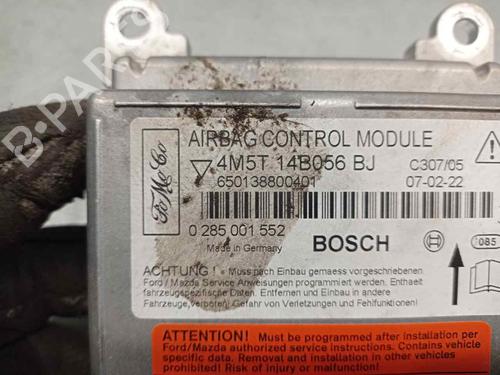 B-PARTS
AIRBAG CONTROL MODULE
4M5T 14B056 BJ
C307/05
650138800401
07-02-22
FoMoCo
0 285 001 552
Made in Germany
BOSCH
085
ACHTUNG ! Muss nach Einbau gemaess vorgeschriebenen
Ford / Mazda Service Anweisungen programmiert werden. Enthaelt
fahrzeugspezifische Daten. Entfernen und Einbau in andere
Fahrzeuge, verboten! Gefahr von Verletzungen und Fehlfunktionen!
ATTENTION! Must be programmed after installation per
Ford/Mazda authorized service instructions. Contains vehicle
specific data. Removal and installation in other vehicles
prohibited! Risk of injury or malfunction!